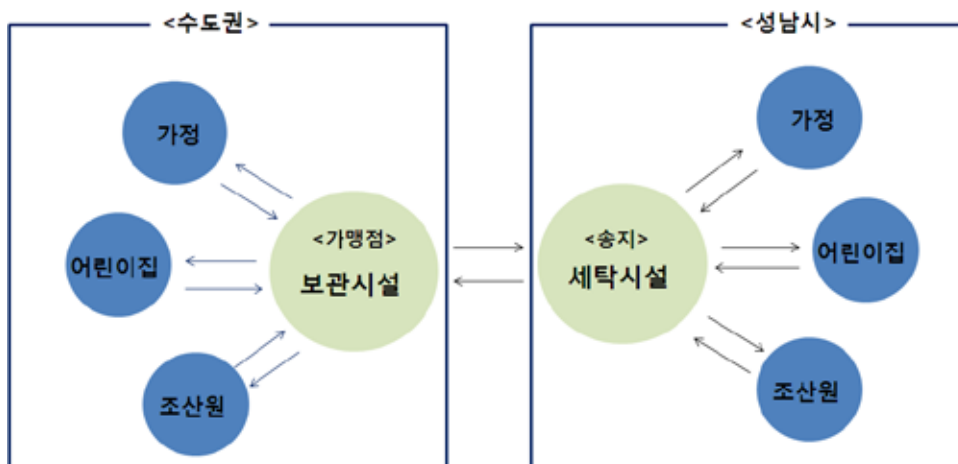 <수도권>
가정
어린이집
조산원
<가맹점>
보관시설
<성남시>
<송지>
세탁시설
가정
어린이집
조산원